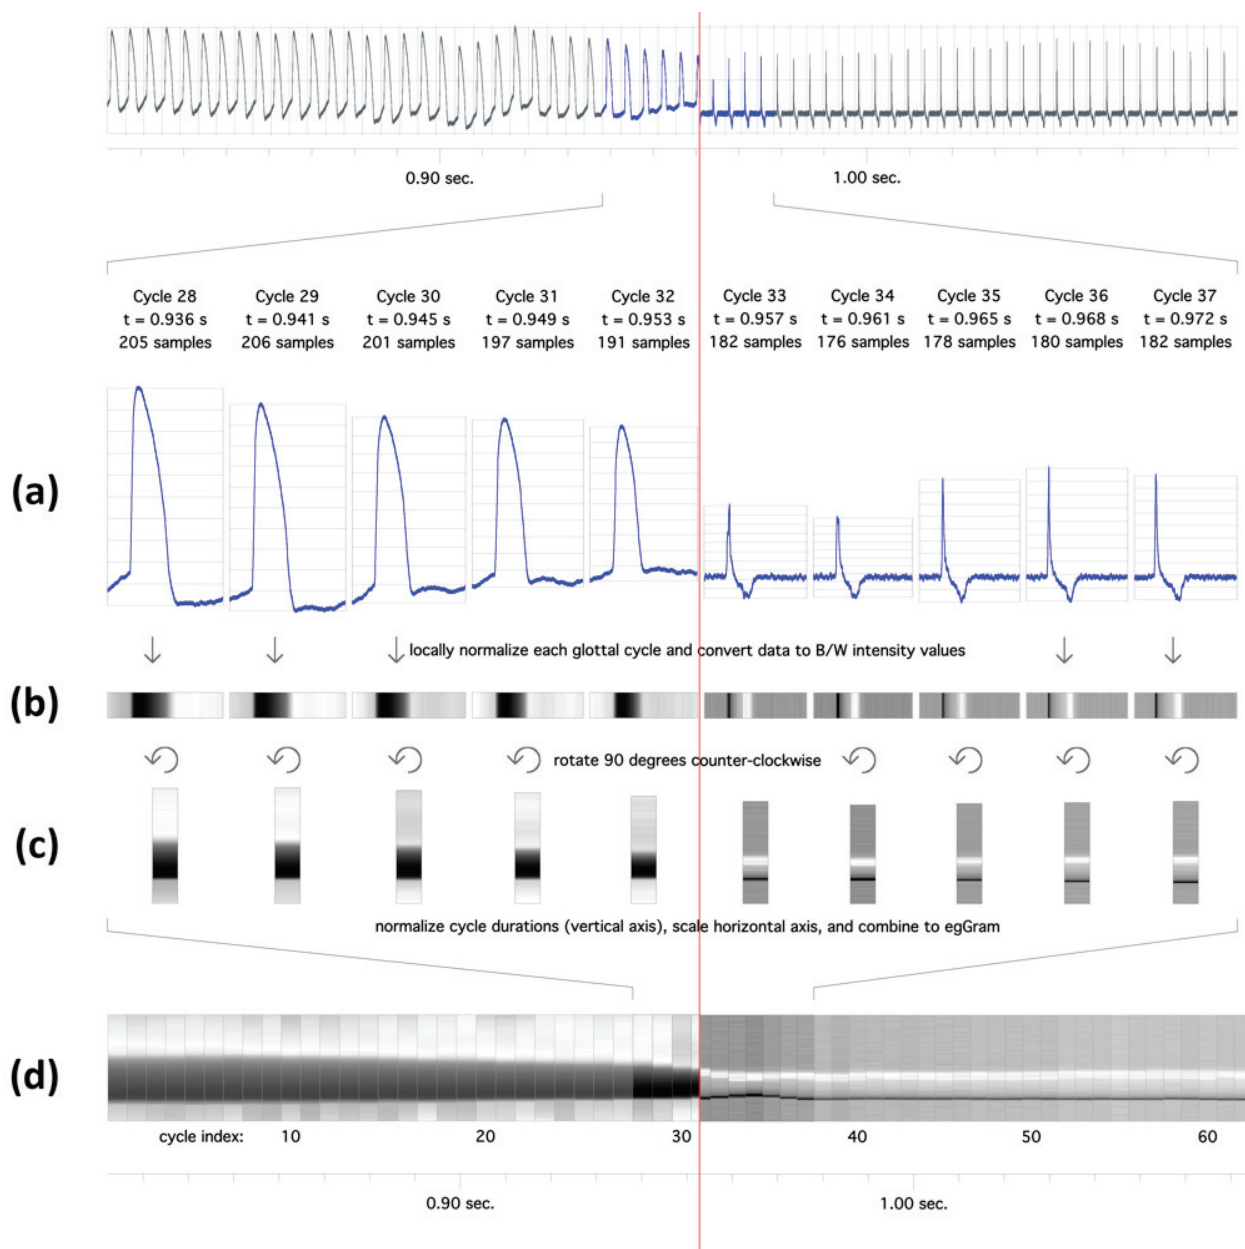 0.90 sec.
1.00 sec.
Cycle 28
t = 0.936 s
205 samples
Cycle 29
t = 0.941 s
206 samples
Cycle 30
t = 0.945 s
201 samples
Cycle 31
t = 0.949 s
197 samples
Cycle 32
t = 0.953 s
191 samples
Cycle 33
t = 0.957 s
182 samples
Cycle 34
t = 0.961 s
176 samples
Cycle 35
t = 0.965 s
178 samples
Cycle 36
t = 0.968 s
180 samples
Cycle 37
t = 0.972 s
182 samples
(a)
locally normalize each glottal cycle and convert data to B/W intensity values
(b)
rotate 90 degrees counter-clockwise
(c)
normalize cycle durations (vertical axis), scale horizontal axis, and combine to egGram
(d)
cycle index: 10 20 30 40 50 60
0.90 sec.
1.00 sec.